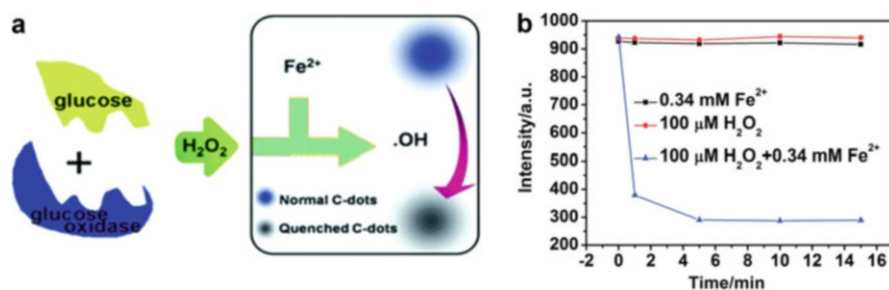 a
glucose
+
glucose
oxidase
H₂O₂
Fe²⁺
.OH
Normal C-dots
Quenched C-dots
b
Intensity/a.u.
1000
900
800
700
600
500
400
300
200
0.34 mM Fe²⁺
100 µM H₂O₂
100 µM H₂O₂+0.34 mM Fe²⁺
-2 0 2 4 6 8 10 12 14 16
Time/min